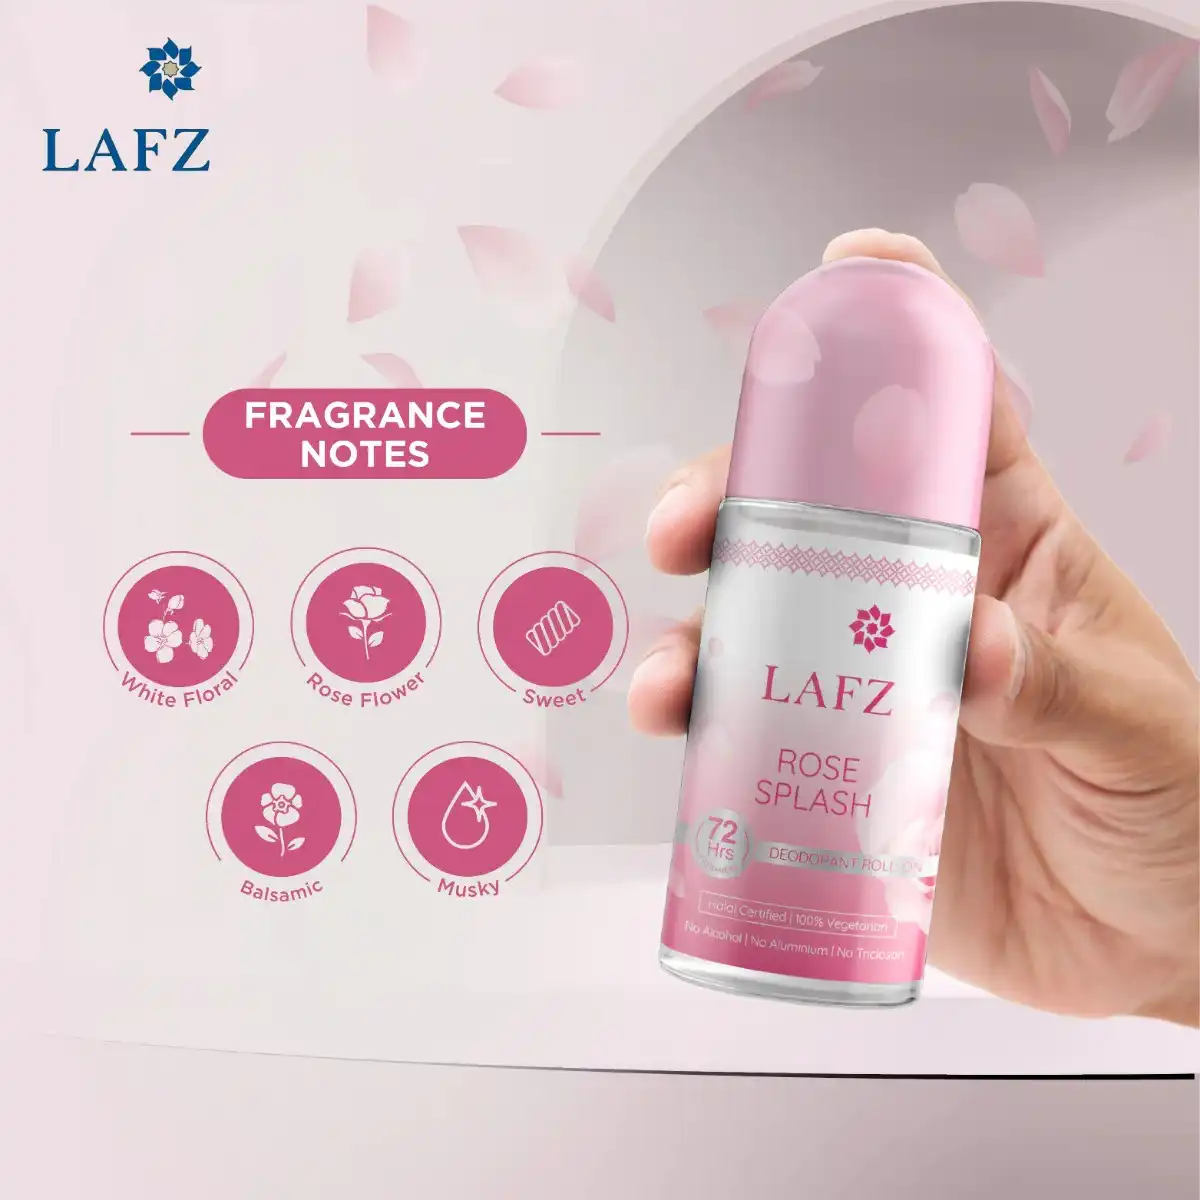 LAFZ
FRAGRANCE
NOTES
White Floral
Rose Flower
Sweet
Balsamic
Musky
LAFZ
ROSE
SPLASH
72
Hrs
DEODORANT ROLL-ON
Halal Certified | 100% Vegetarian
No Alcohol | No Aluminium | No Triclosan